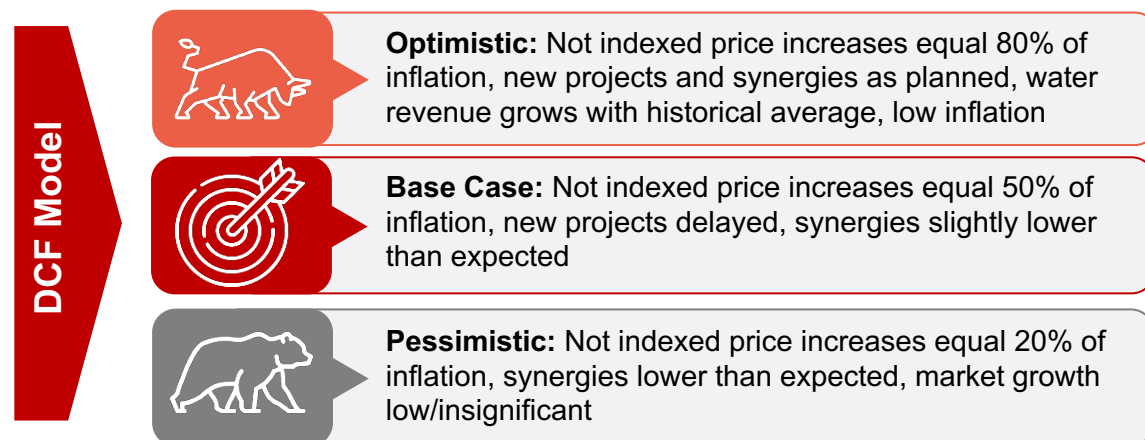 DCF Model
Optimistic: Not indexed price increases equal 80% of
inflation, new projects and synergies as planned, water
revenue grows with historical average, low inflation
Base Case: Not indexed price increases equal 50% of
inflation, new projects delayed, synergies slightly lower
than expected
Pessimistic: Not indexed price increases equal 20% of
inflation, synergies lower than expected, market growth
low/insignificant